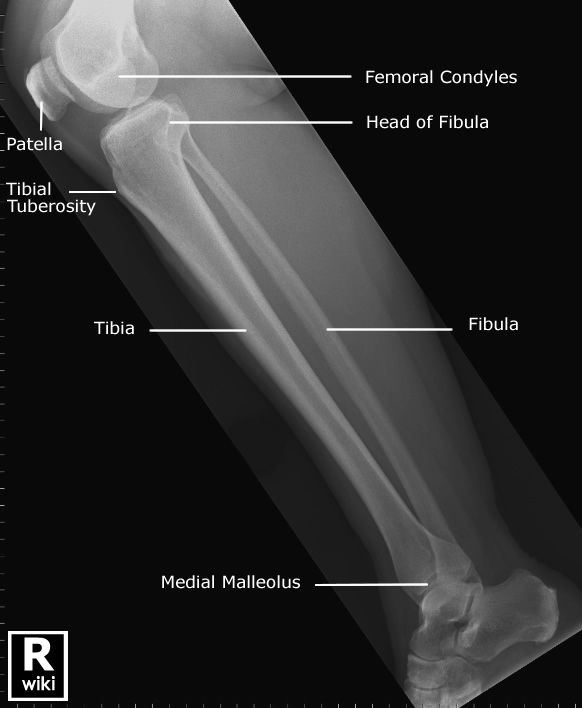 Femoral Condyles
Head of Fibula
Patella
Tibial
Tuberosity
Tibia
Fibula
Medial Malleolus
R
wiki